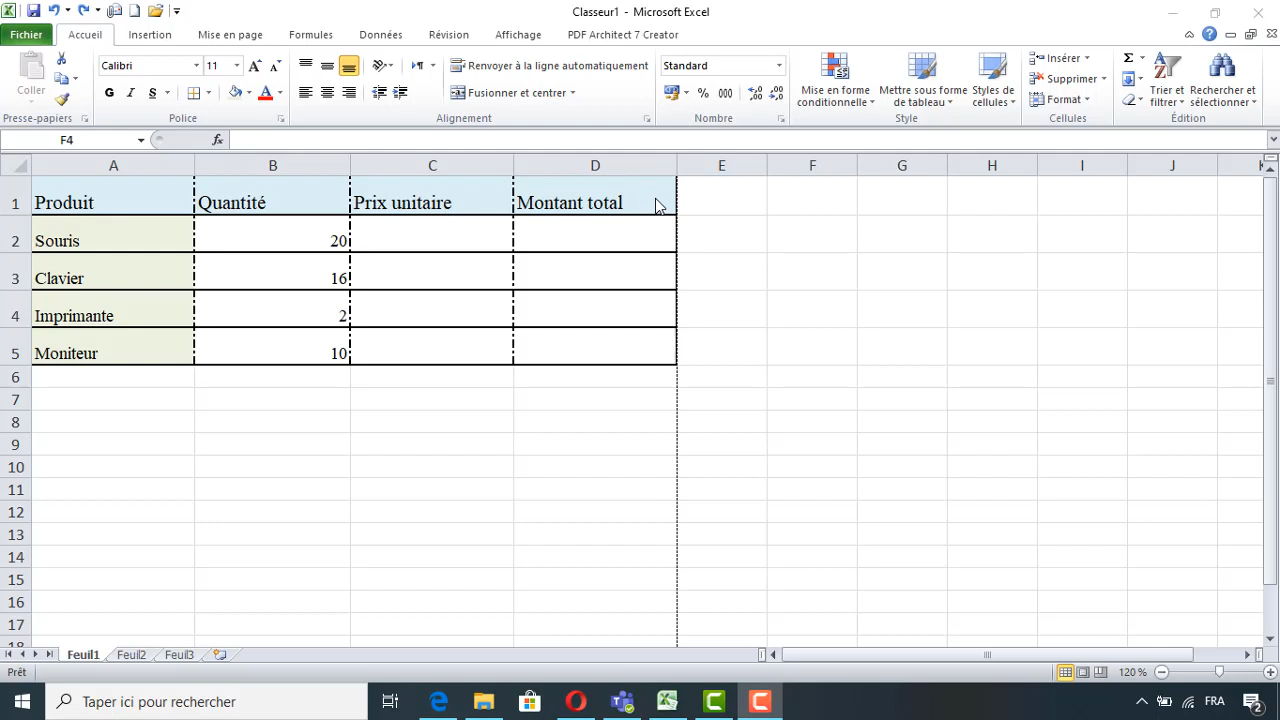 Classeur1 - Microsoft Excel
Fichier Accueil Insertion Mise en page Formules Données Révision Affichage PDF Architect 7 Creator
Coller
Calibri 11
G I S
Renvoyer à la ligne automatiquement
Fusionner et centrer
Standard
% 000
Mise en forme conditionnelle
Mettre sous forme de tableau
Styles de cellules
Insérer
Supprimer
Format
Trier et filtrer
Rechercher et sélectionner
Presse-papiers Police Alignement Nombre Style Cellules Édition
F4 fx
A B C D E F G H I J K
1 Produit Quantité Prix unitaire Montant total
2 Souris 20
3 Clavier 16
4 Imprimante 2
5 Moniteur 10
6
7
8
9
10
11
12
13
14
15
16
17
18
Feuil1 Feuil2 Feuil3
Prêt 120 %
Taper ici pour rechercher FRA 2